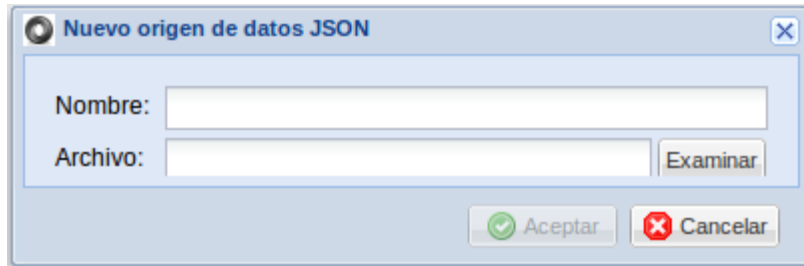 Nuevo origen de datos JSON
Nombre:
Archivo: Examinar
Aceptar Cancelar